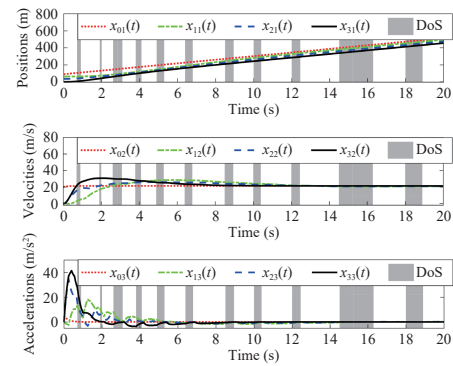 800
600
400
200
0
Positions (m)
x01(t) x11(t) x21(t) x31(t) DoS
0 2 4 6 8 10 12 14 16 18 20
Time (s)
80
60
40
20
0
Velocities (m/s)
x02(t) x12(t) x22(t) x32(t) DoS
0 2 4 6 8 10 12 14 16 18 20
Time (s)
40
20
0
Accelerations (m/s²)
x03(t) x13(t) x23(t) x33(t) DoS
0 2 4 6 8 10 12 14 16 18 20
Time (s)